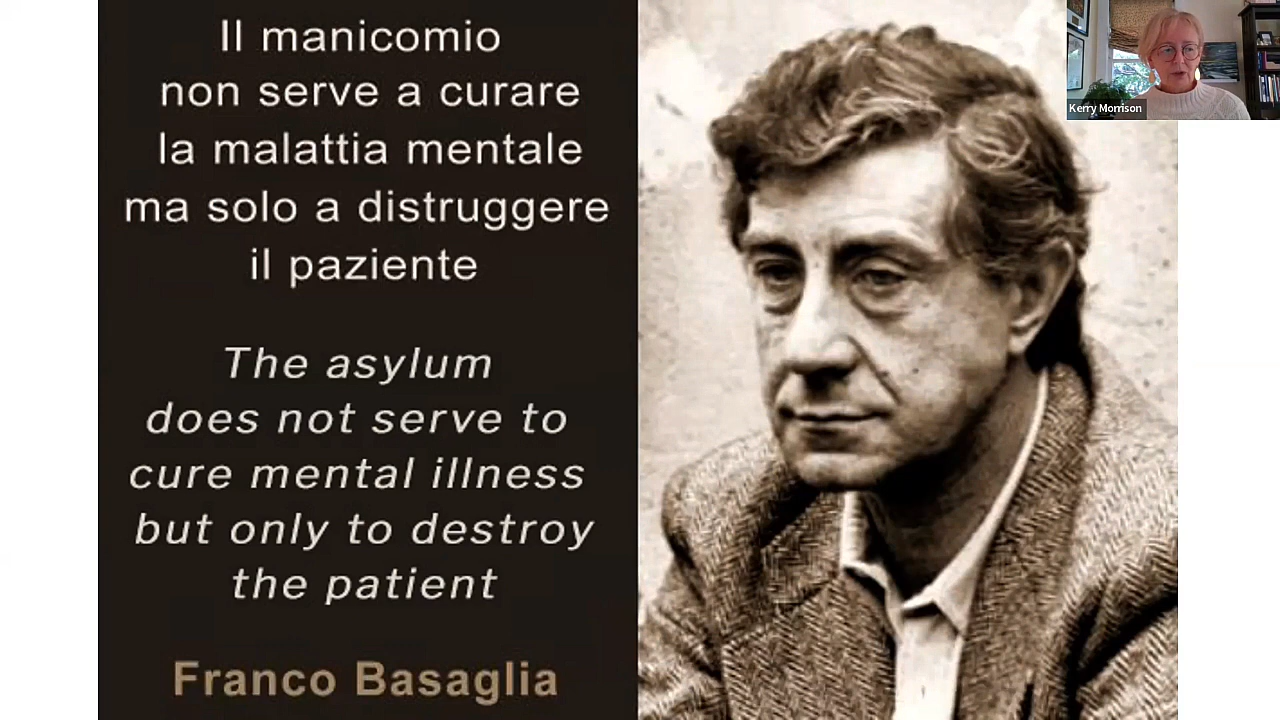 Il manicomio
non serve a curare
la malattia mentale
ma solo a distruggere
il paziente
The asylum
does not serve to
cure mental illness
but only to destroy
the patient
Franco Basaglia
Kerry Morrison